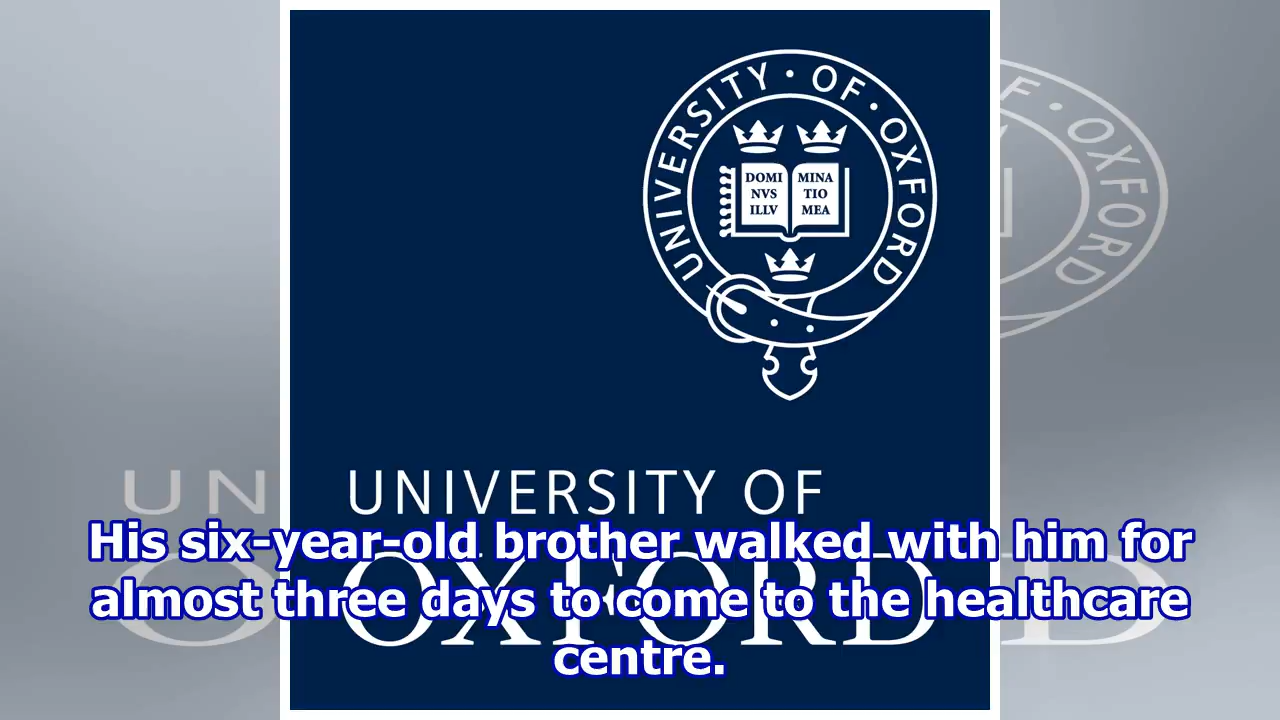 UNIVERSITY · OF · OXFORD
DOMI MINA
NVS TIO
ILLV MEA
UNIVERSITY OF
OXFORD
His six-year-old brother walked with him for
almost three days to come to the healthcare
centre.